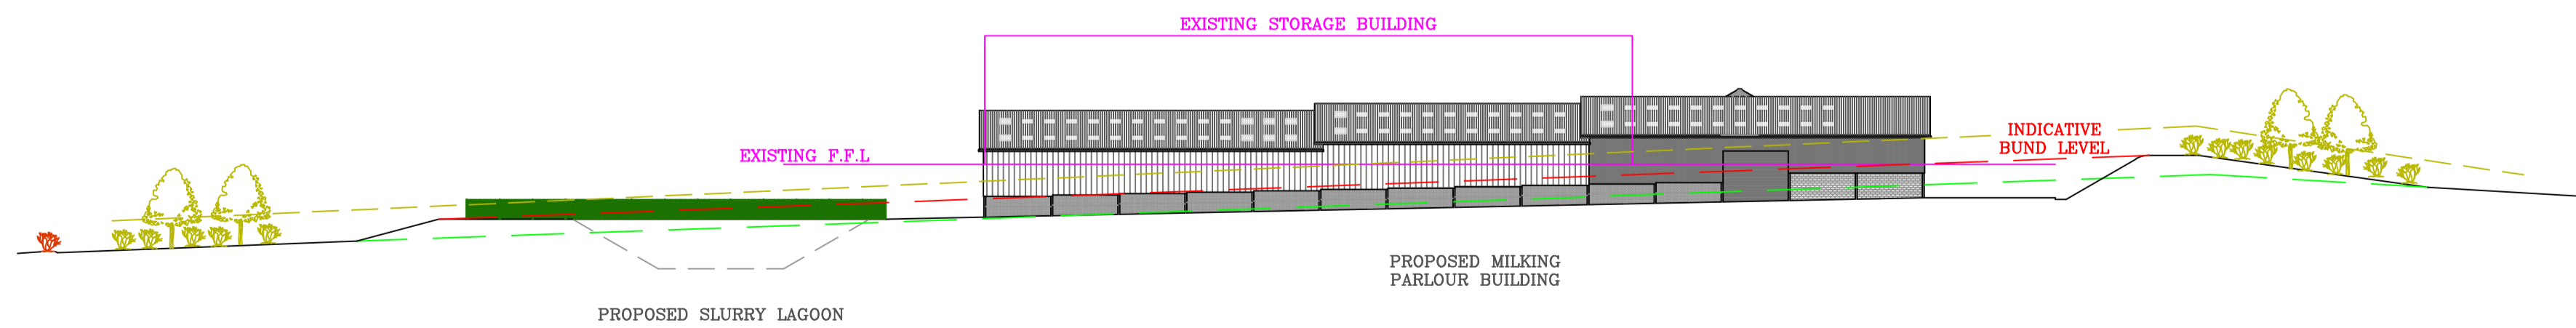 EXISTING STORAGE BUILDING
EXISTING F.F.L
INDICATIVE
BUND LEVEL
PROPOSED MILKING
PARLOUR BUILDING
PROPOSED SLURRY LAGOON